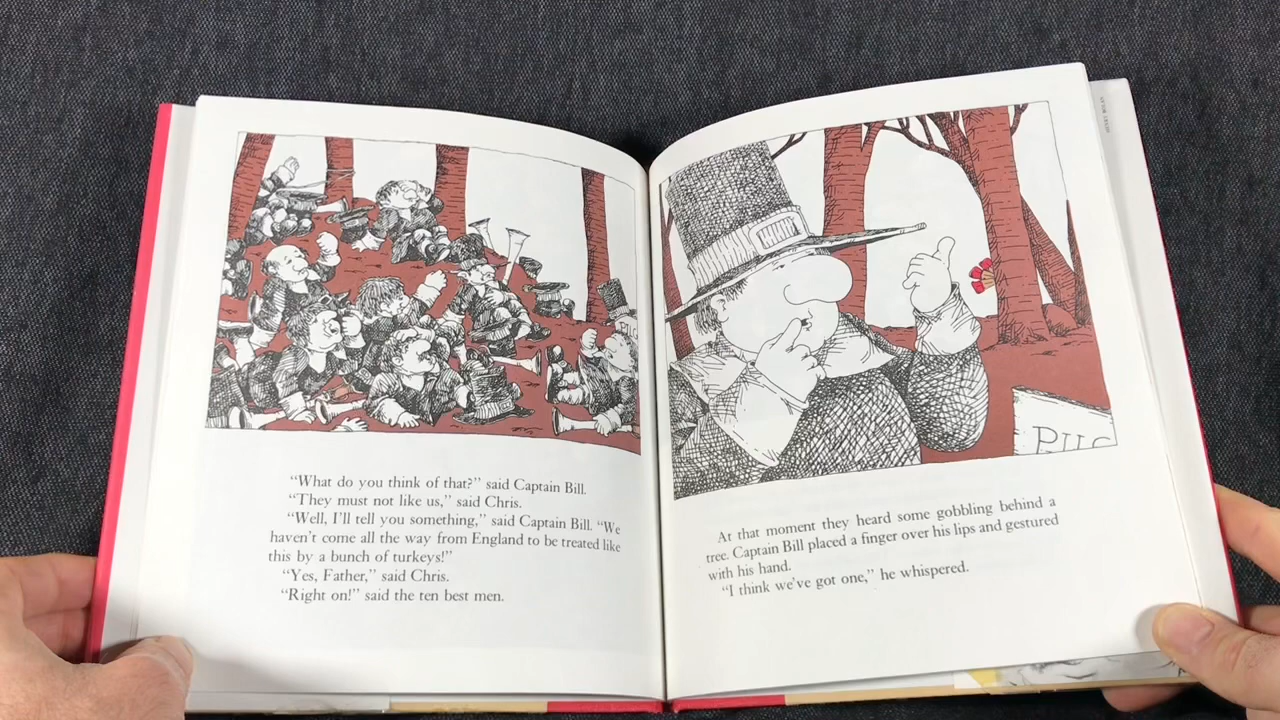 “What do you think of that?” said Captain Bill.
“They must not like us,” said Chris.
“Well, I’ll tell you something,” said Captain Bill. “We
haven’t come all the way from England to be treated like
this by a bunch of turkeys!”
“Yes, Father,” said Chris.
“Right on!” said the ten best men.
At that moment they heard some gobbling behind a
tree. Captain Bill placed a finger over his lips and gestured
with his hand.
“I think we’ve got one,” he whispered.